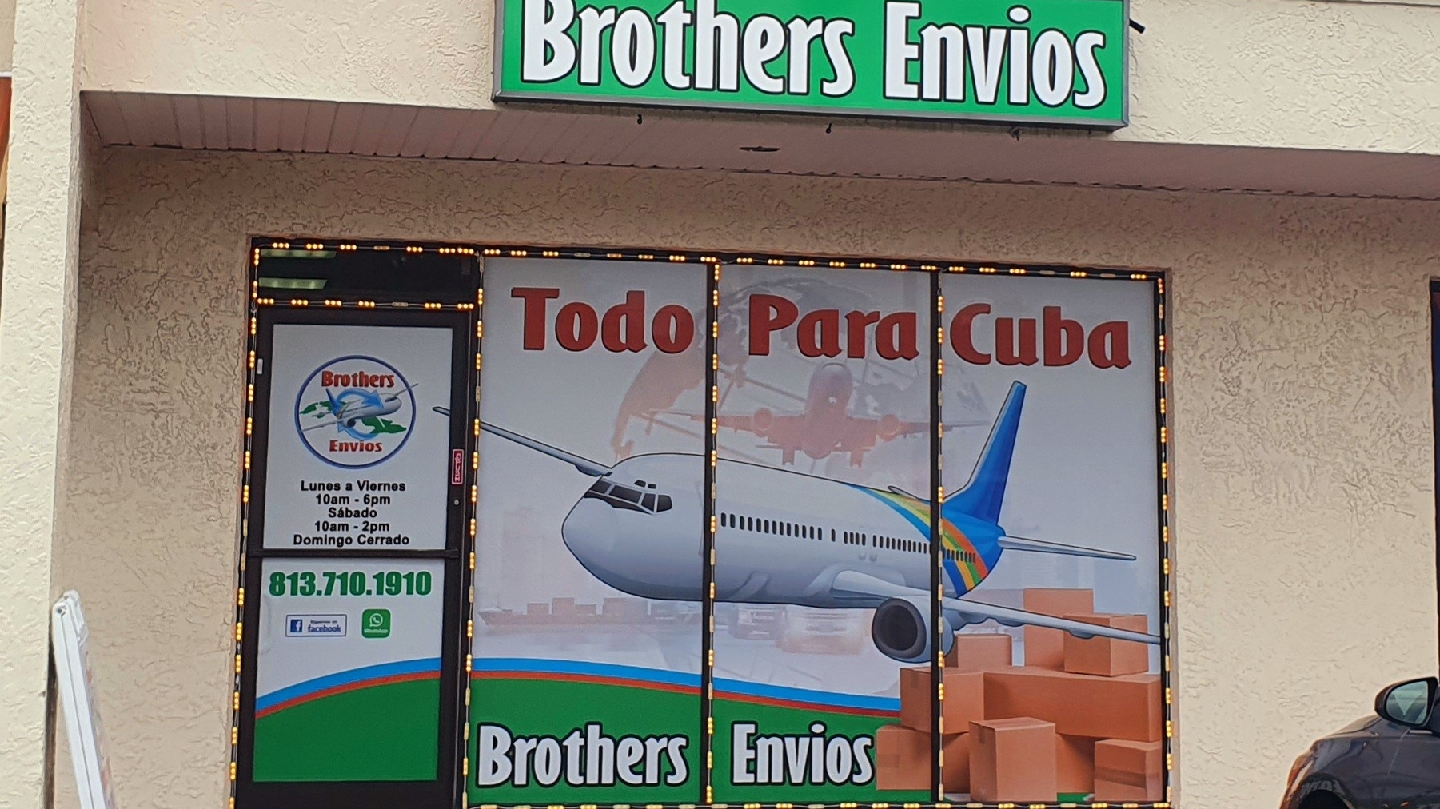 Brothers Envios
Todo Para Cuba
Brothers
Envios
Lunes a Viernes
10am - 6pm
Sábado
10am - 2pm
Domingo Cerrado
813.710.1910
facebook
WhatsApp
Brothers Envios